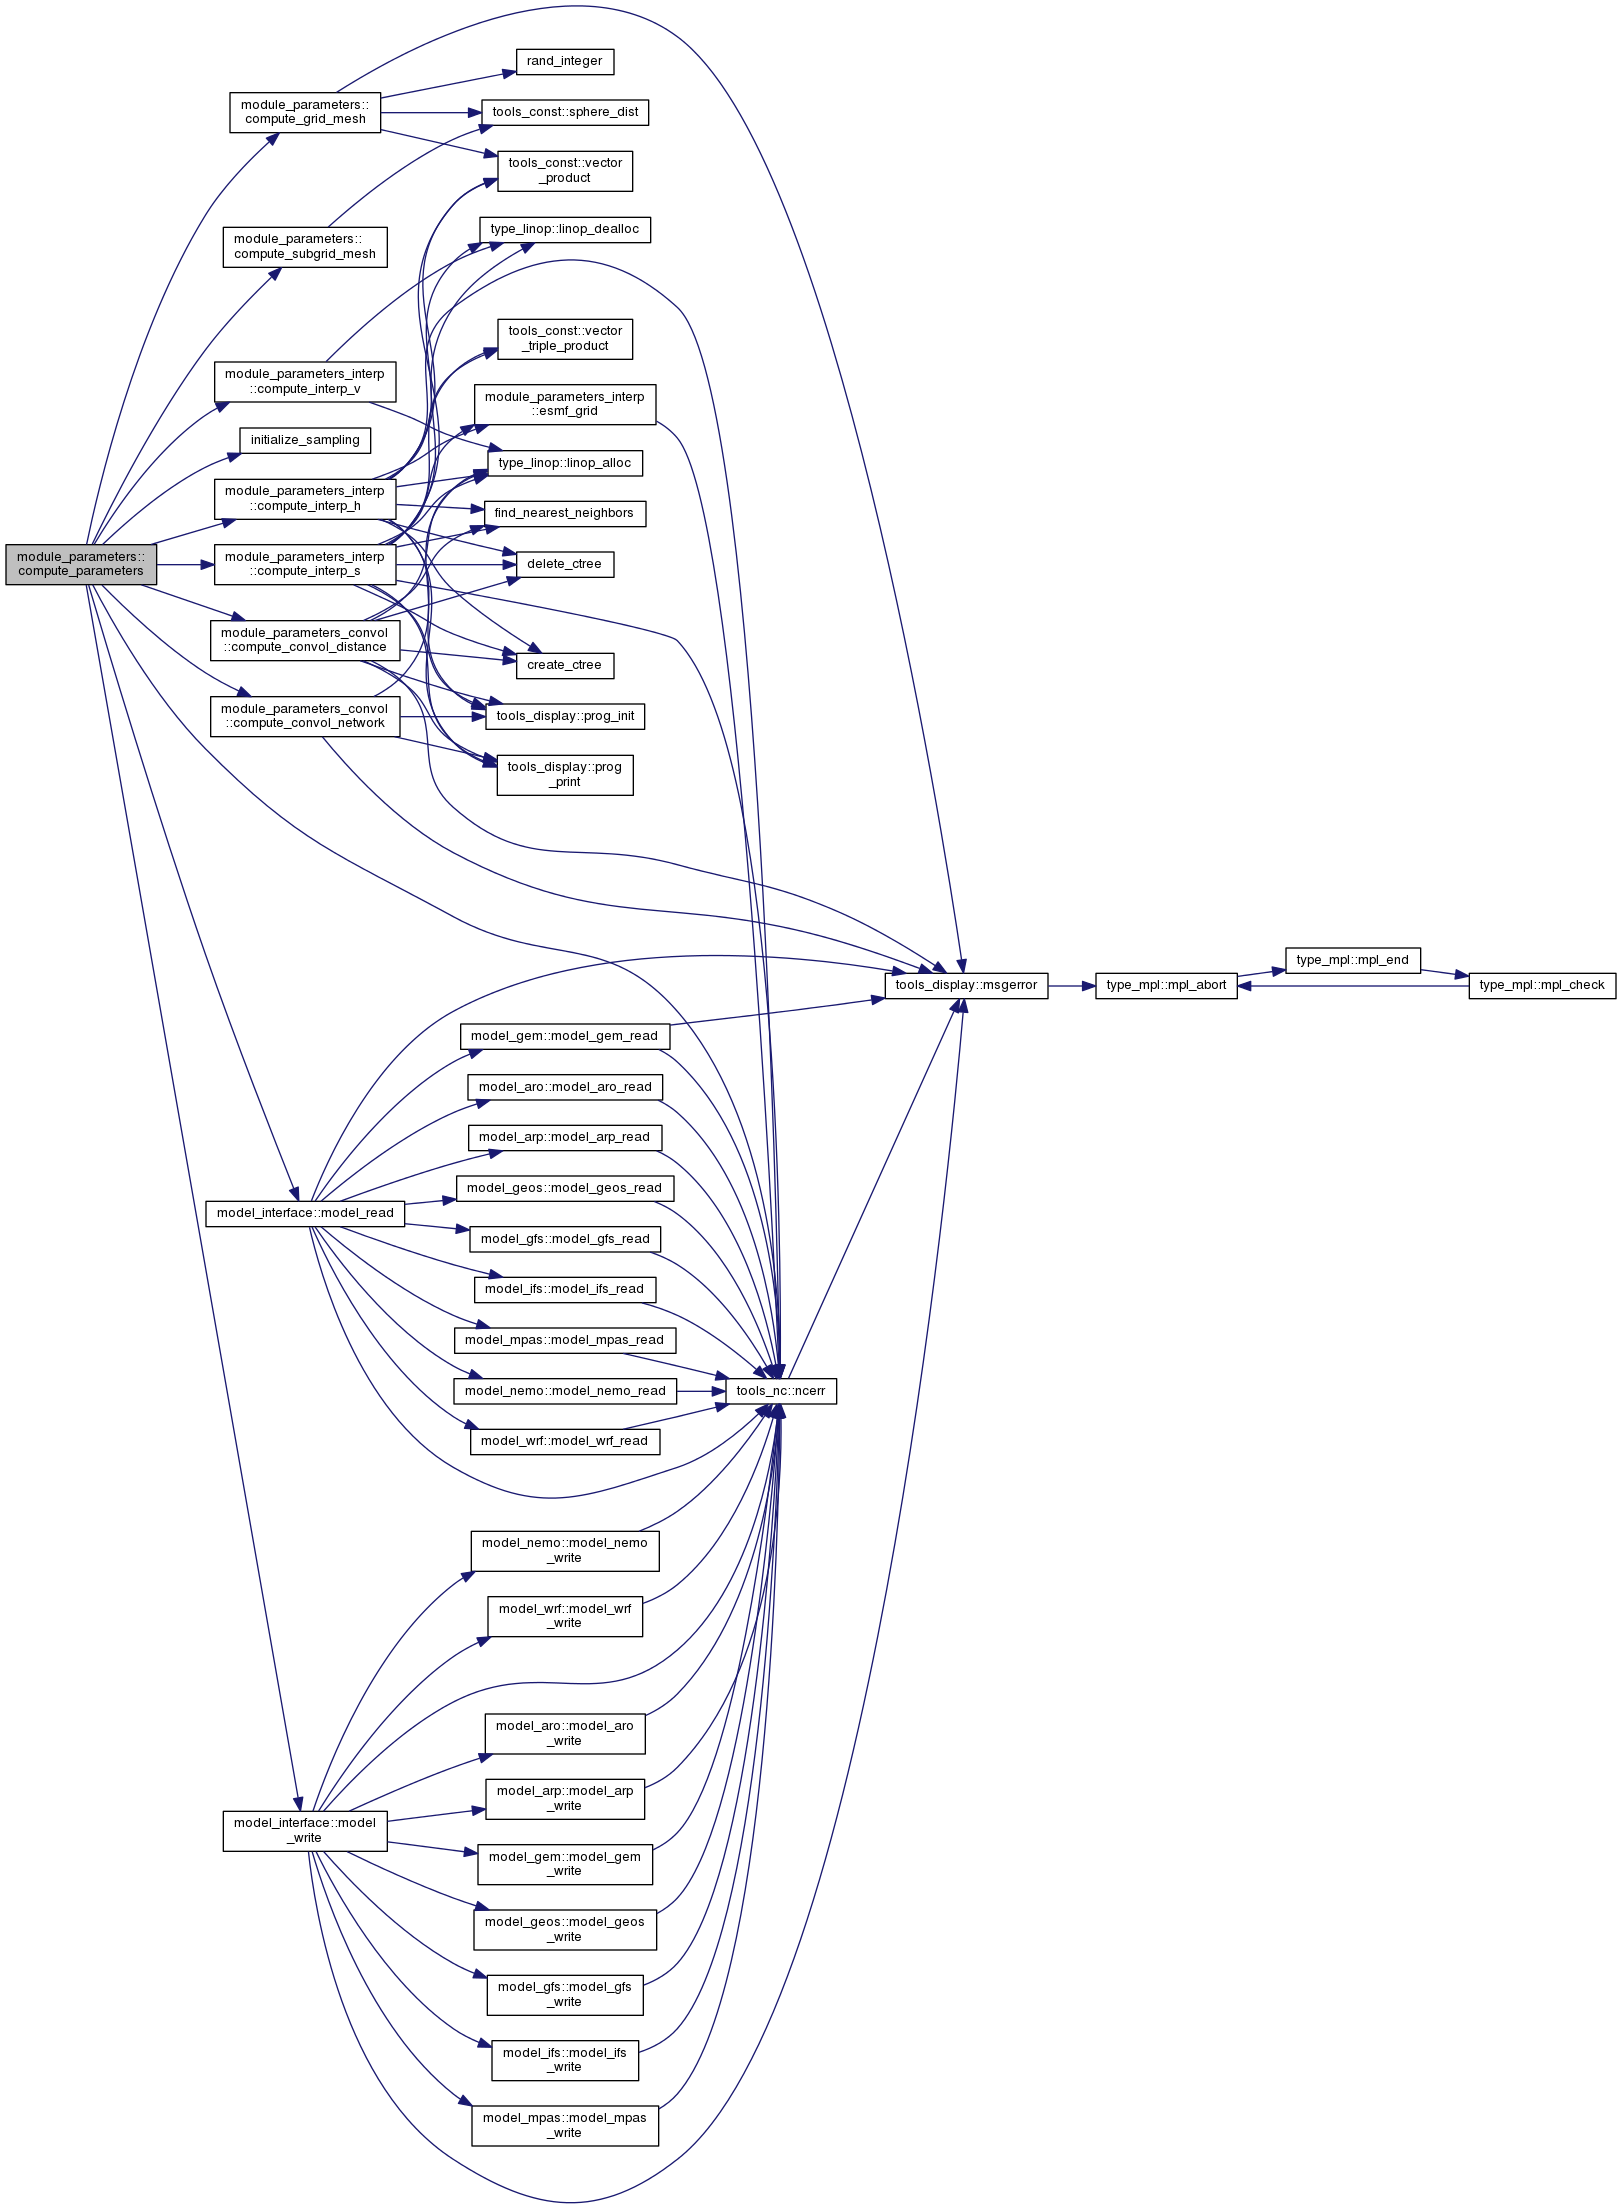 rand_integer
module_parameters::
compute_grid_mesh
tools_const::sphere_dist
tools_const::vector
_product
type_linop::linop_dealloc
module_parameters::
compute_subgrid_mesh
tools_const::vector
_triple_product
module_parameters_interp
::compute_interp_v
module_parameters_interp
::esmf_grid
initialize_sampling
type_linop::linop_alloc
module_parameters_interp
::compute_interp_h
find_nearest_neighbors
module_parameters::
compute_parameters
module_parameters_interp
::compute_interp_s
delete_ctree
module_parameters_convol
::compute_convol_distance
create_ctree
module_parameters_convol
::compute_convol_network
tools_display::prog_init
tools_display::prog
_print
type_mpl::mpl_end
tools_display::msgerror
type_mpl::mpl_abort
type_mpl::mpl_check
model_gem::model_gem_read
model_aro::model_aro_read
model_arp::model_arp_read
model_geos::model_geos_read
model_interface::model_read
model_gfs::model_gfs_read
model_ifs::model_ifs_read
model_mpas::model_mpas_read
model_nemo::model_nemo_read
tools_nc::ncerr
model_wrf::model_wrf_read
model_nemo::model_nemo
_write
model_wrf::model_wrf
_write
model_aro::model_aro
_write
model_arp::model_arp
_write
model_interface::model
_write
model_gem::model_gem
_write
model_geos::model_geos
_write
model_gfs::model_gfs
_write
model_ifs::model_ifs
_write
model_mpas::model_mpas
_write